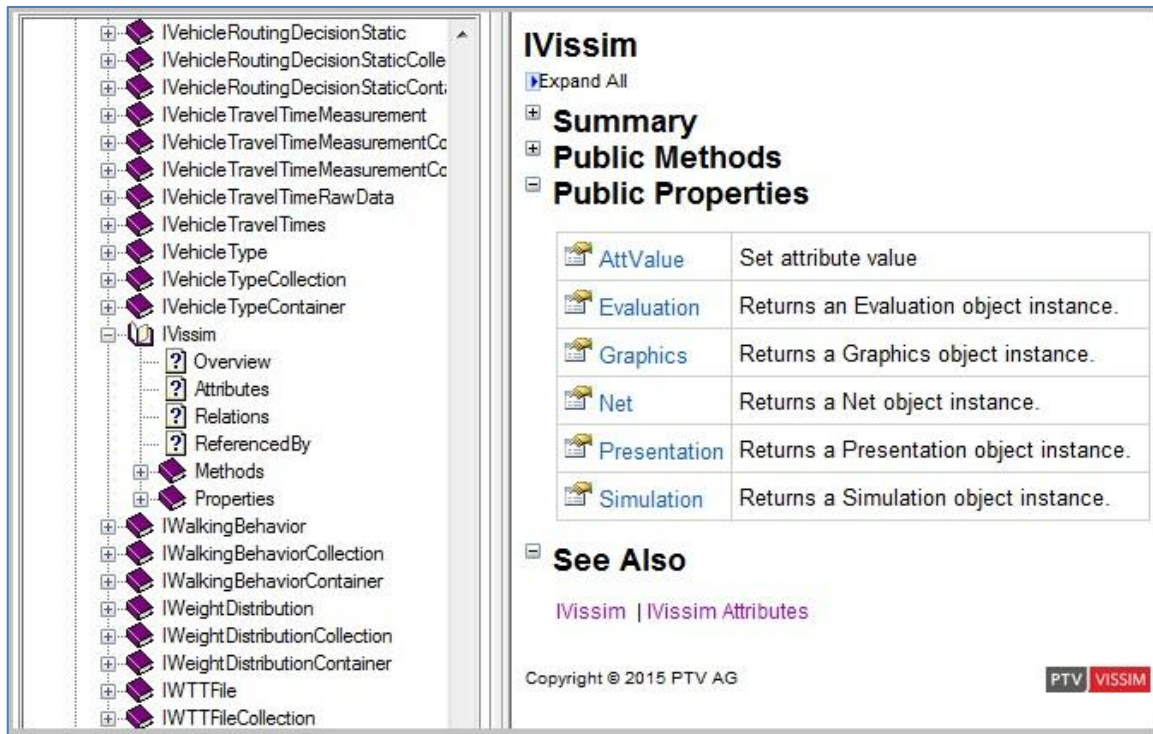 IVehicleRoutingDecisionStatic
IVehicleRoutingDecisionStaticColle
IVehicleRoutingDecisionStaticCont
IVehicleTravelTimeMeasurement
IVehicleTravelTimeMeasurementCo
IVehicleTravelTimeMeasurementCo
IVehicleTravelTimeRawData
IVehicleTravelTimes
IVehicleType
IVehicleTypeCollection
IVehicleTypeContainer
IVissim
Overview
Attributes
Relations
ReferencedBy
Methods
Properties
IWalkingBehavior
IWalkingBehaviorCollection
IWalkingBehaviorContainer
IWeightDistribution
IWeightDistributionCollection
IWeightDistributionContainer
IWTTFile
IWTTFileCollection
IVissim
Expand All
Summary
Public Methods
Public Properties
AttValue Set attribute value
Evaluation Returns an Evaluation object instance.
Graphics Returns a Graphics object instance.
Net Returns a Net object instance.
Presentation Returns a Presentation object instance.
Simulation Returns a Simulation object instance.
See Also
IVissim | IVissim Attributes
Copyright © 2015 PTV AG
PTV VISSIM